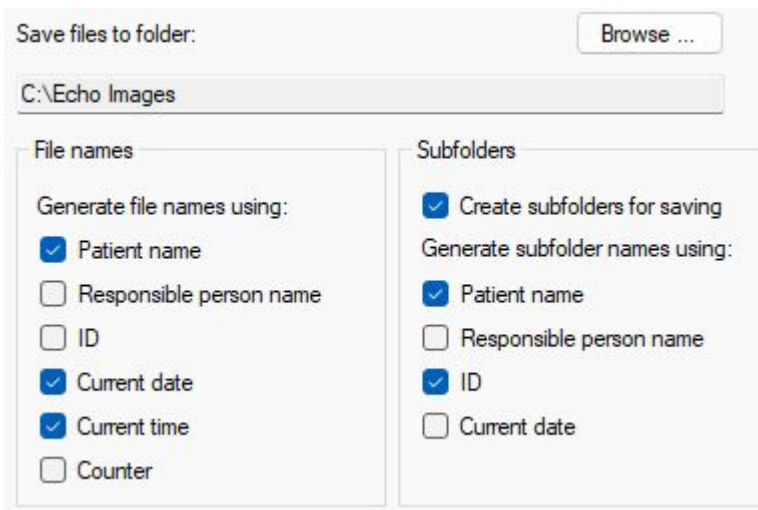 Save files to folder:
Browse ...
C:\Echo Images
File names
Generate file names using:
Patient name
Responsible person name
ID
Current date
Current time
Counter
Subfolders
Create subfolders for saving
Generate subfolder names using:
Patient name
Responsible person name
ID
Current date